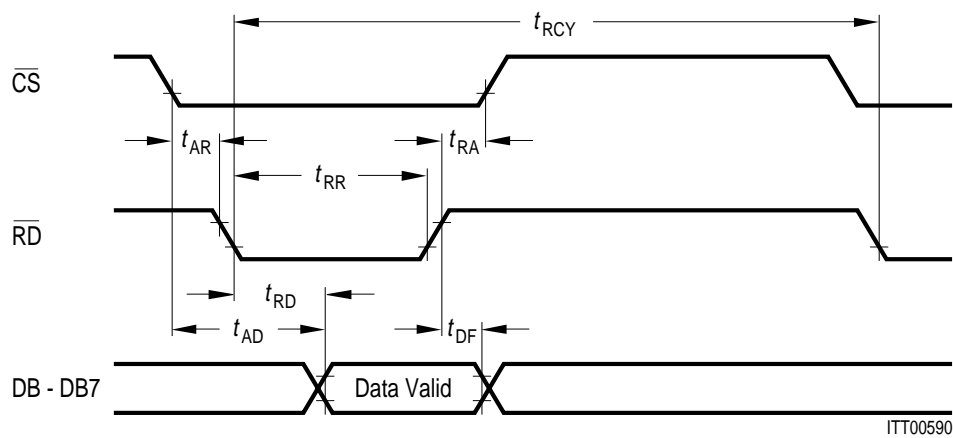 tRCY
CS
tAR
tRA
tRR
RD
tRD
tAD
tDF
DB - DB7
Data Valid
ITT00590